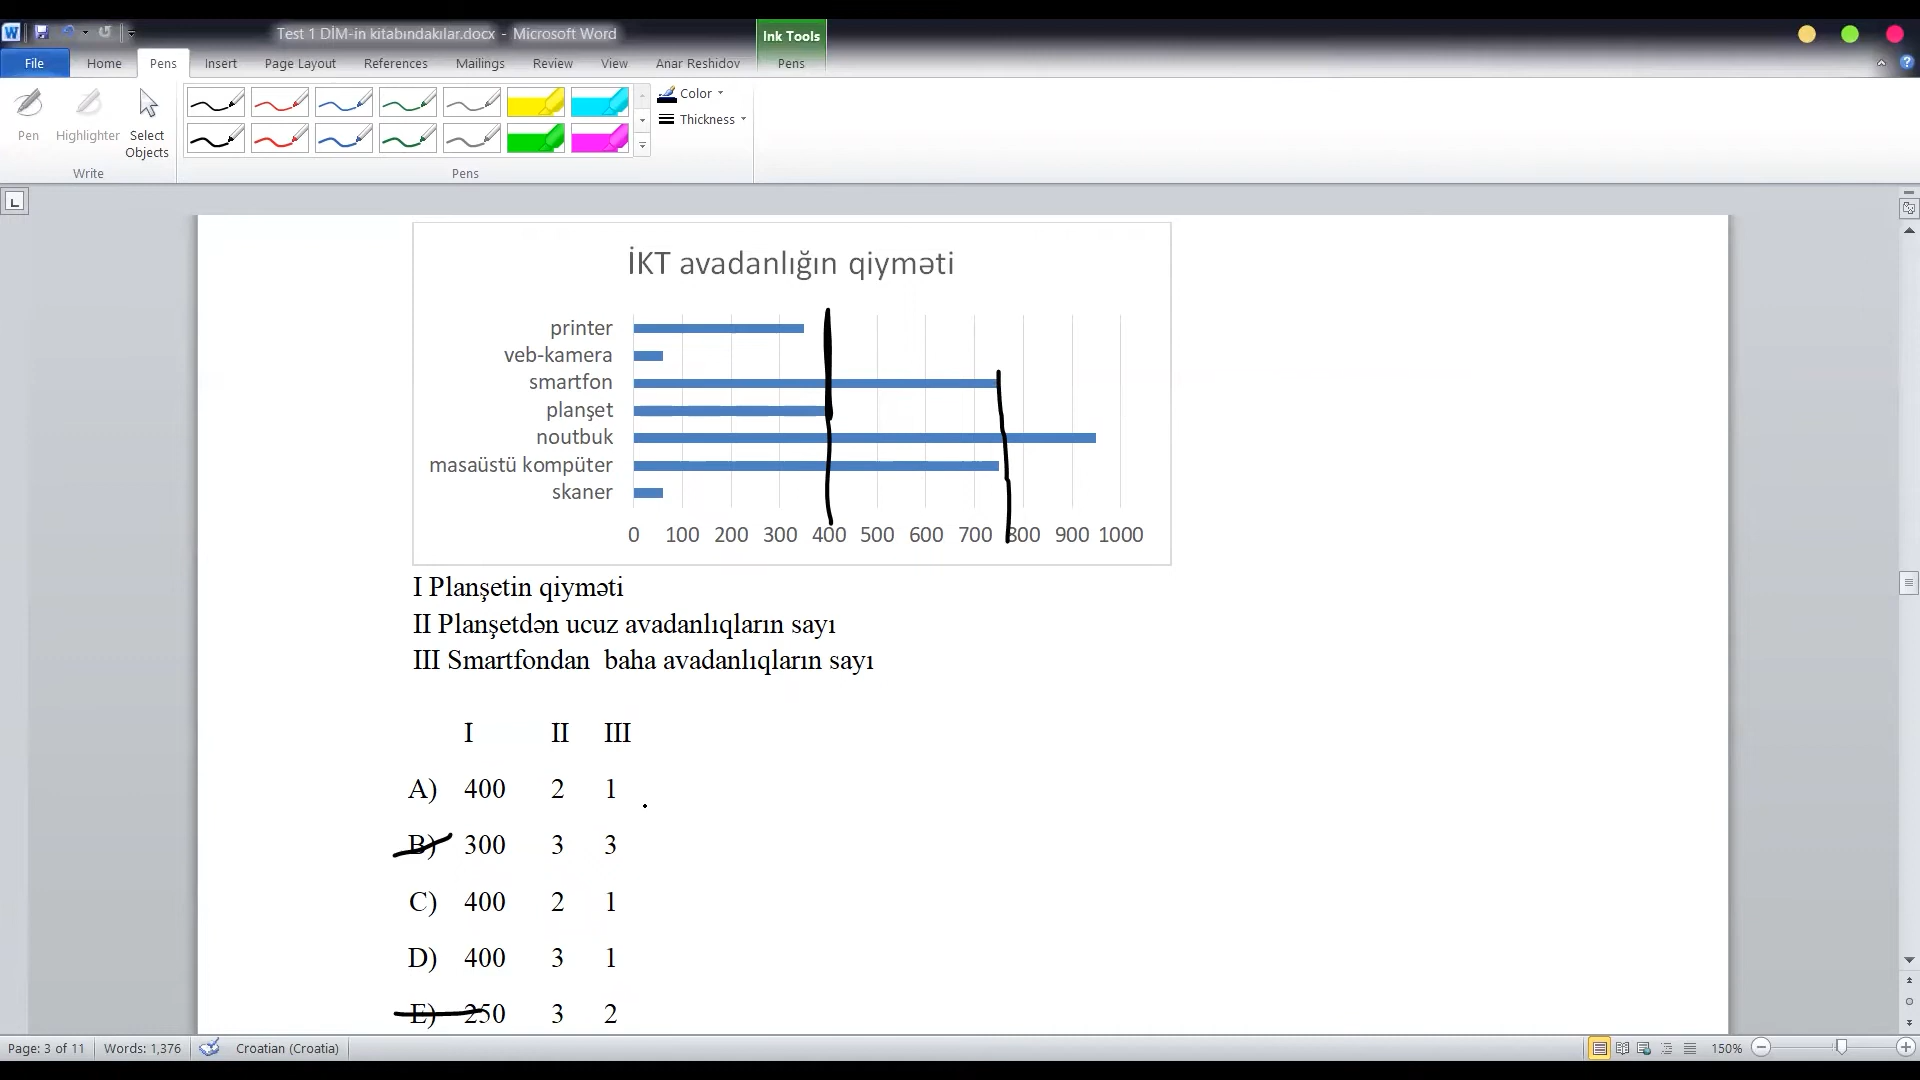 Test 1 DİM-in kitabındakılar.docx - Microsoft Word
Ink Tools
File Home Pens Insert Page Layout References Mailings Review View Anar Reshidov Pens
Color
Thickness
Pen Highlighter Select Objects
Write
Pens
İKT avadanlığın qiyməti
printer
veb-kamera
smartfon
planşet
noutbuk
masaüstü kompüter
skaner
0 100 200 300 400 500 600 700 800 900 1000
I Planşetin qiyməti
II Planşetdən ucuz avadanlıqların sayı
III Smartfondan baha avadanlıqların sayı
I II III
A) 400 2 1
B) 300 3 3
C) 400 2 1
D) 400 3 1
E) 250 3 2
Page: 3 of 11 Words: 1,376 Croatian (Croatia) 150%